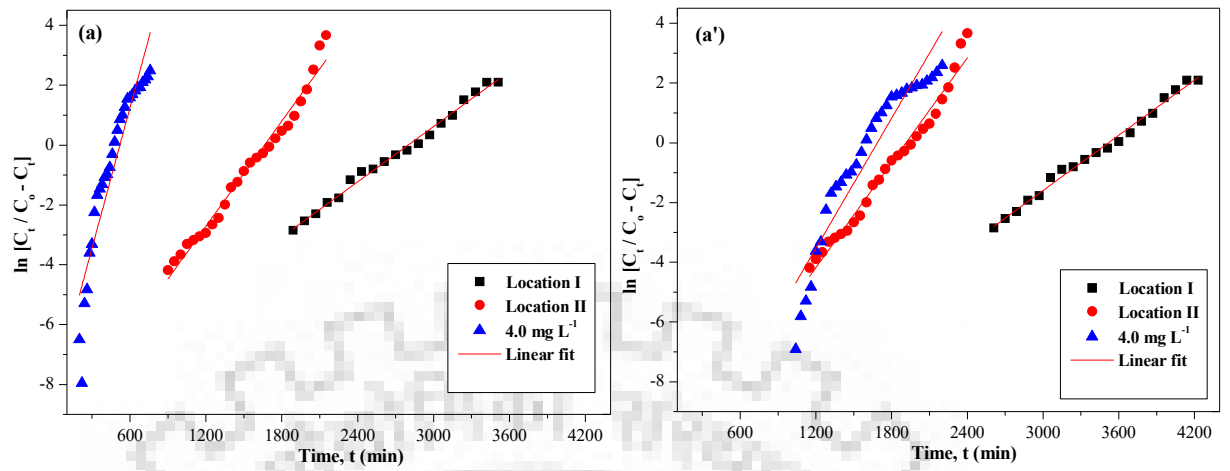 (a)
ln [Cₜ / Cₒ - Cₜ]
4
2
0
-2
-4
-6
-8
600 1200 1800 2400 3000 3600 4200
Time, t (min)
Location I
Location II
4.0 mg L⁻¹
Linear fit
(a')
ln [Cₜ / Cₒ - Cₜ]
4
2
0
-2
-4
-6
-8
600 1200 1800 2400 3000 3600 4200
Time, t (min)
Location I
Location II
4.0 mg L⁻¹
Linear fit